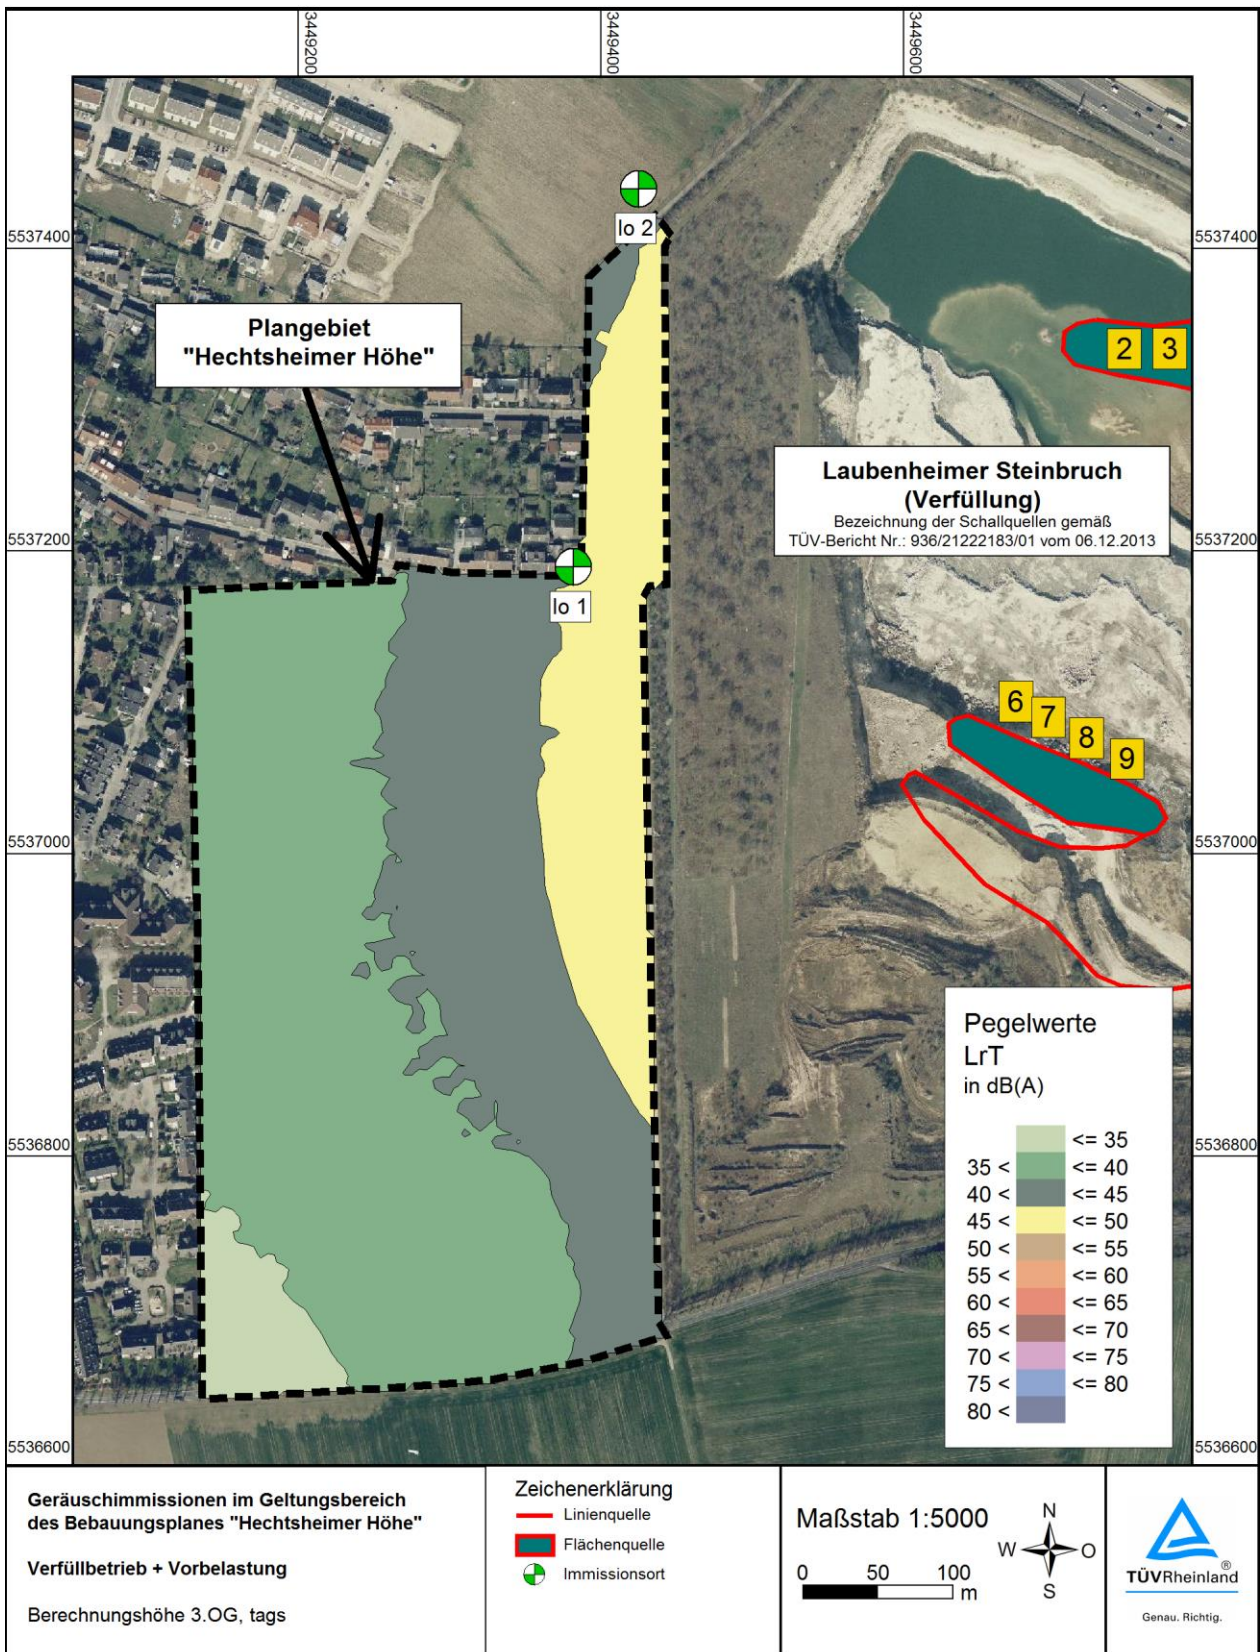 3449200
3449400
3449600
5537400
5537400
Io 2
2 3
Plangebiet
"Hechtsheimer Höhe"
Laubenheimer Steinbruch
(Verfüllung)
Bezeichnung der Schallquellen gemäß
TÜV-Bericht Nr.: 936/21222183/01 vom 06.12.2013
5537200
5537200
Io 1
6
7
8
9
5537000
5537000
Pegelwerte
LrT
in dB(A)
<= 35
35 < <= 40
40 < <= 45
45 < <= 50
50 < <= 55
55 < <= 60
60 < <= 65
65 < <= 70
70 < <= 75
75 < <= 80
80 <
5536800
5536800
5536600
5536600
Geräuschimmissionen im Geltungsbereich
des Bebauungsplanes "Hechtsheimer Höhe"
Verfüllbetrieb + Vorbelastung
Berechnungshöhe 3.OG, tags
Zeichenerklärung
Linienquelle
Flächenquelle
Immissionsort
Maßstab 1:5000
0 50 100
m
N
W O
S
TÜVRheinland
®
Genau. Richtig.